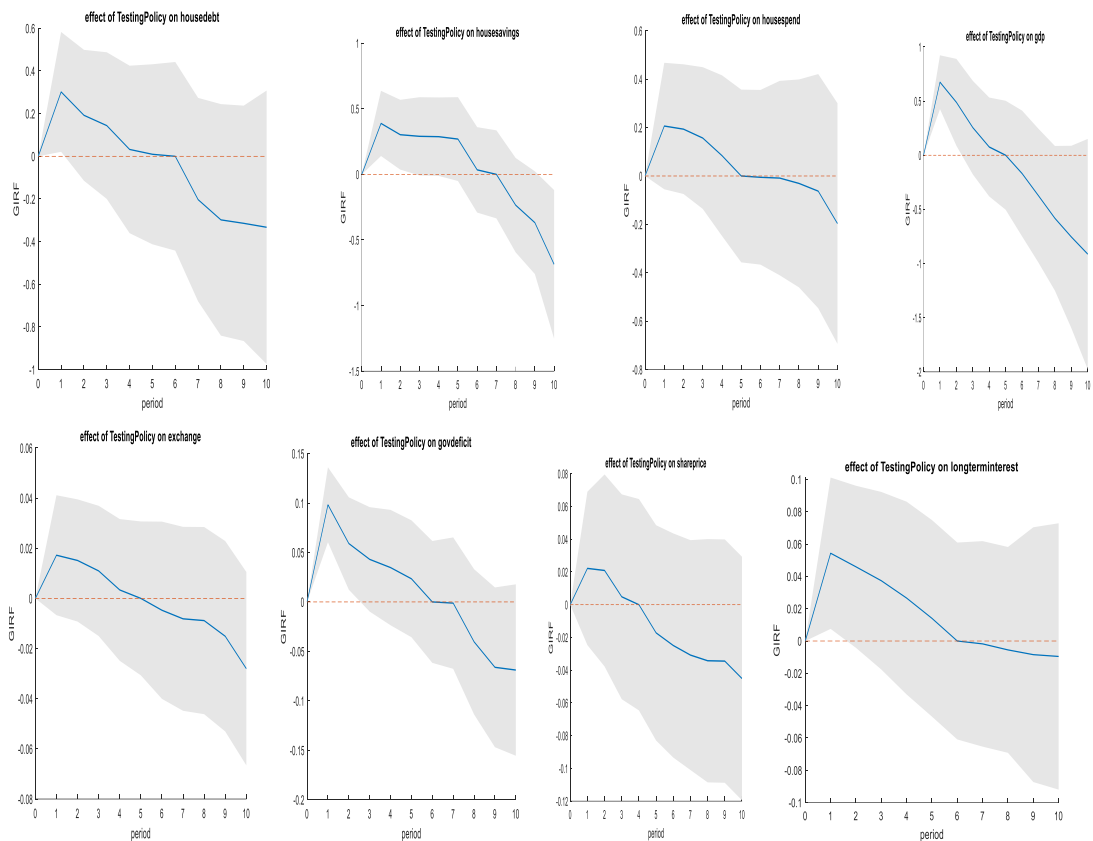 effect of TestingPolicy on housedebt
0.6
0.4
0.2
0
-0.2
-0.4
-0.6
-0.8
-1
GIRF
0 1 2 3 4 5 6 7 8 9 10
period
effect of TestingPolicy on housesavings
1
0.5
0
-0.5
-1
-1.5
GIRF
0 1 2 3 4 5 6 7 8 9 10
period
effect of TestingPolicy on housespend
0.6
0.4
0.2
0
-0.2
-0.4
-0.6
-0.8
GIRF
0 1 2 3 4 5 6 7 8 9 10
period
effect of TestingPolicy on gdp
1
0.5
0
-0.5
-1
-1.5
-2
GIRF
0 1 2 3 4 5 6 7 8 9 10
period
effect of TestingPolicy on exchange
0.06
0.04
0.02
0
-0.02
-0.04
-0.06
-0.08
GIRF
0 1 2 3 4 5 6 7 8 9 10
period
effect of TestingPolicy on govdeficit
0.15
0.1
0.05
0
-0.05
-0.1
-0.15
-0.2
GIRF
0 1 2 3 4 5 6 7 8 9 10
period
effect of TestingPolicy on shareprice
0.08
0.06
0.04
0.02
0
-0.02
-0.04
-0.06
-0.08
-0.1
-0.12
GIRF
0 1 2 3 4 5 6 7 8 9 10
period
effect of TestingPolicy on longterminterest
0.1
0.08
0.06
0.04
0.02
0
-0.02
-0.04
-0.06
-0.08
-0.1
GIRF
0 1 2 3 4 5 6 7 8 9 10
period